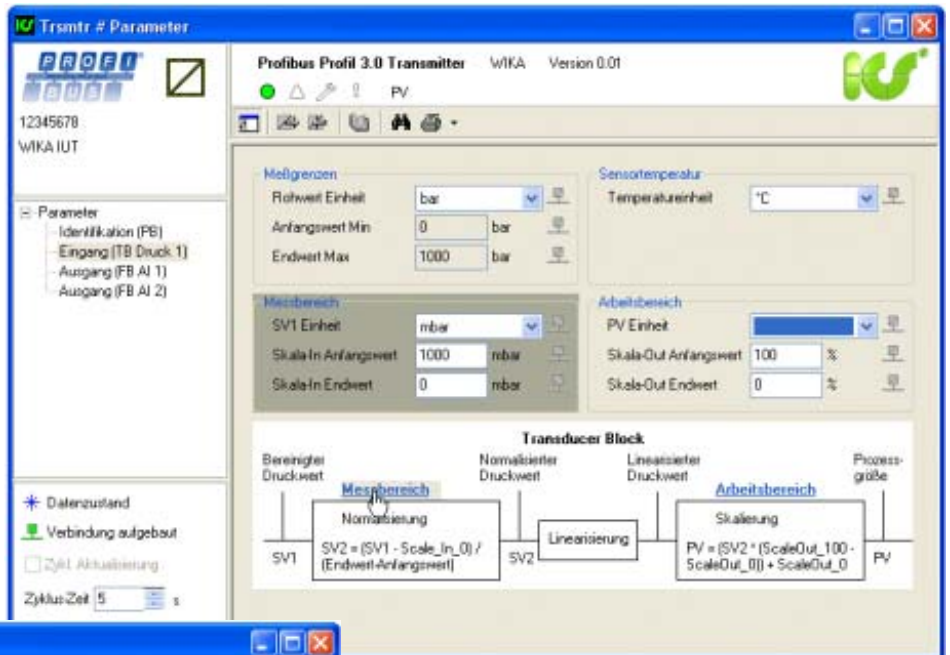 Trsmtr # Parameter
PROFI
BUS
12345678
WIKA IUT
Profibus Profil 3.0 Transmitter WIKA Version 0.01
PV
ICS
Parameter
Identifikation (PB)
Eingang (TB Druck 1)
Ausgang (FB AI 1)
Ausgang (FB AI 2)
Datenzustand
Verbindung aufgebaut
Zykl. Aktualisierung
Zyklus-Zeit 5 s
Meßgrenzen
Rohwert Einheit bar
Anfangswert Min 0 bar
Endwert Max 1000 bar
Sensortemperatur
Temperatureinheit °C
Messbereich
SV1 Einheit mbar
Skala-In Anfangswert 1000 mbar
Skala-In Endwert 0 mbar
Arbeitsbereich
PV Einheit
Skala-Out Anfangswert 100 %
Skala-Out Endwert 0 %
Transducer Block
Bereinigter Druckwert
Normalisierter Druckwert
Linearisierter Druckwert
Prozess-größe
Messbereich
Normalisierung
SV1
SV2 = (SV1 - Scale_In_0) /
(Endwert-Anfangswert)
SV2
Linearisierung
Arbeitsbereich
Skalierung
PV = (SV2 * (ScaleOut_100 -
ScaleOut_0)) + ScaleOut_0
PV